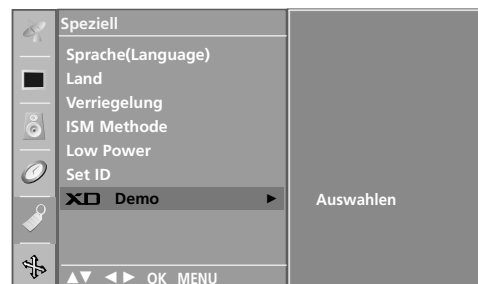 Speziell
Sprache(Language)
Land
Verriegelung
ISM Methode
Low Power
Set ID
XD Demo ►
Auswahlen
▲▼ ◄► OK MENU